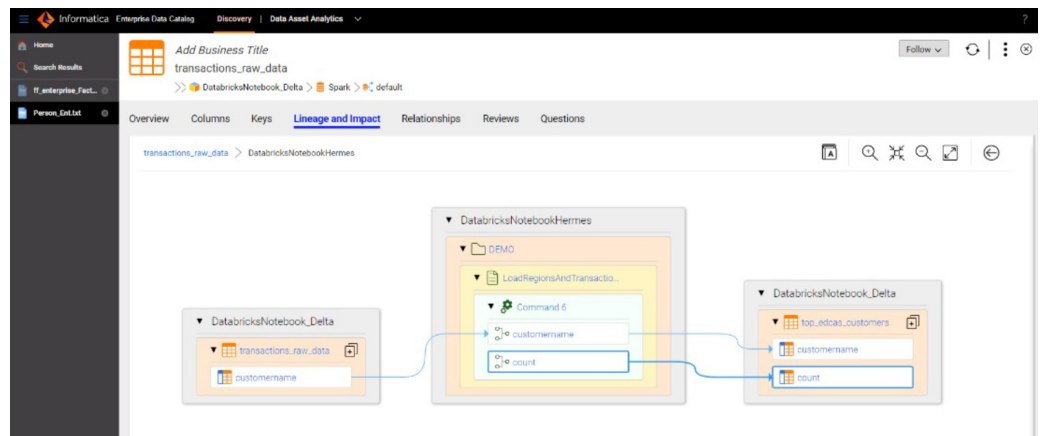 Informatica Enterprise Data Catalog Discovery | Data Asset Analytics ?
Home
Search Results
ff_enterprise_Fact...
Person_Ent.txt
Add Business Title
transactions_raw_data
>> DatabricksNotebook_Delta > Spark > default
Follow
Overview Columns Keys Lineage and Impact Relationships Reviews Questions
transactions_raw_data > DatabricksNotebookHermes
A
DatabricksNotebookHermes
DEMO
LoadRegionsAndTransactio...
Command 6
customername
count
DatabricksNotebook_Delta
transactions_raw_data
customername
DatabricksNotebook_Delta
top_edcas_customers
customername
count